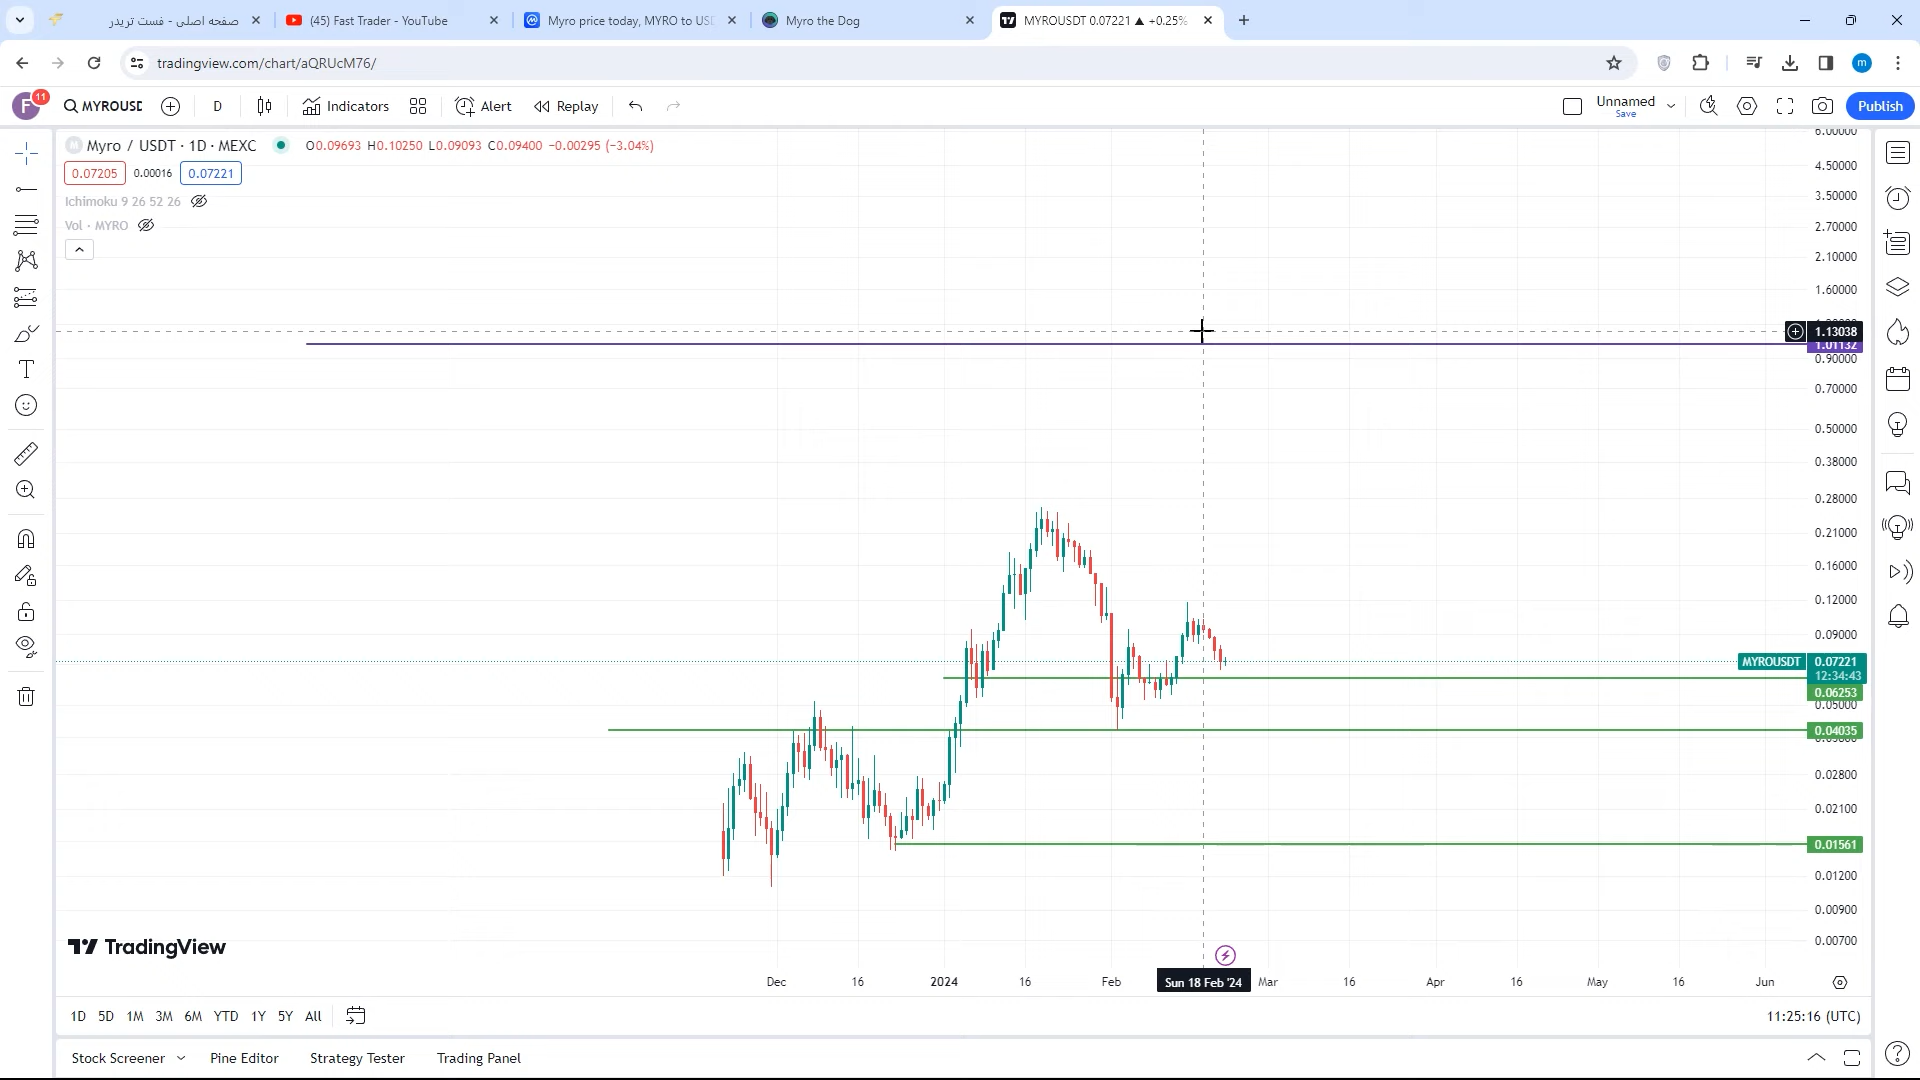 صفحه اصلی - فست تریدر
(45) Fast Trader - YouTube
Myro price today, MYRO to USD
Myro the Dog
MYROUSDT 0.07221 ▲ +0.25%
tradingview.com/chart/aQRUcM76/
m
F
11
MYROUSD
D
Indicators
Alert
Replay
Unnamed
Save
Publish
Myro / USDT · 1D · MEXC
O0.09693 H0.10250 L0.09093 C0.09400 −0.00295 (−3.04%)
0.07205
0.00016
0.07221
Ichimoku 9 26 52 26
Vol · MYRO
6.00000
4.50000
3.50000
2.70000
2.10000
1.60000
1.13038
1.01132
0.90000
0.70000
0.50000
0.38000
0.28000
0.21000
0.16000
0.12000
0.09000
MYROUSDT
0.07221
12:34:43
0.06253
0.05000
0.04035
0.02800
0.02100
0.01561
0.01200
0.00900
0.00700
TradingView
Dec
16
2024
16
Feb
Sun 18 Feb '24
Mar
16
Apr
16
May
16
Jun
1D
5D
1M
3M
6M
YTD
1Y
5Y
All
11:25:16 (UTC)
Stock Screener
Pine Editor
Strategy Tester
Trading Panel